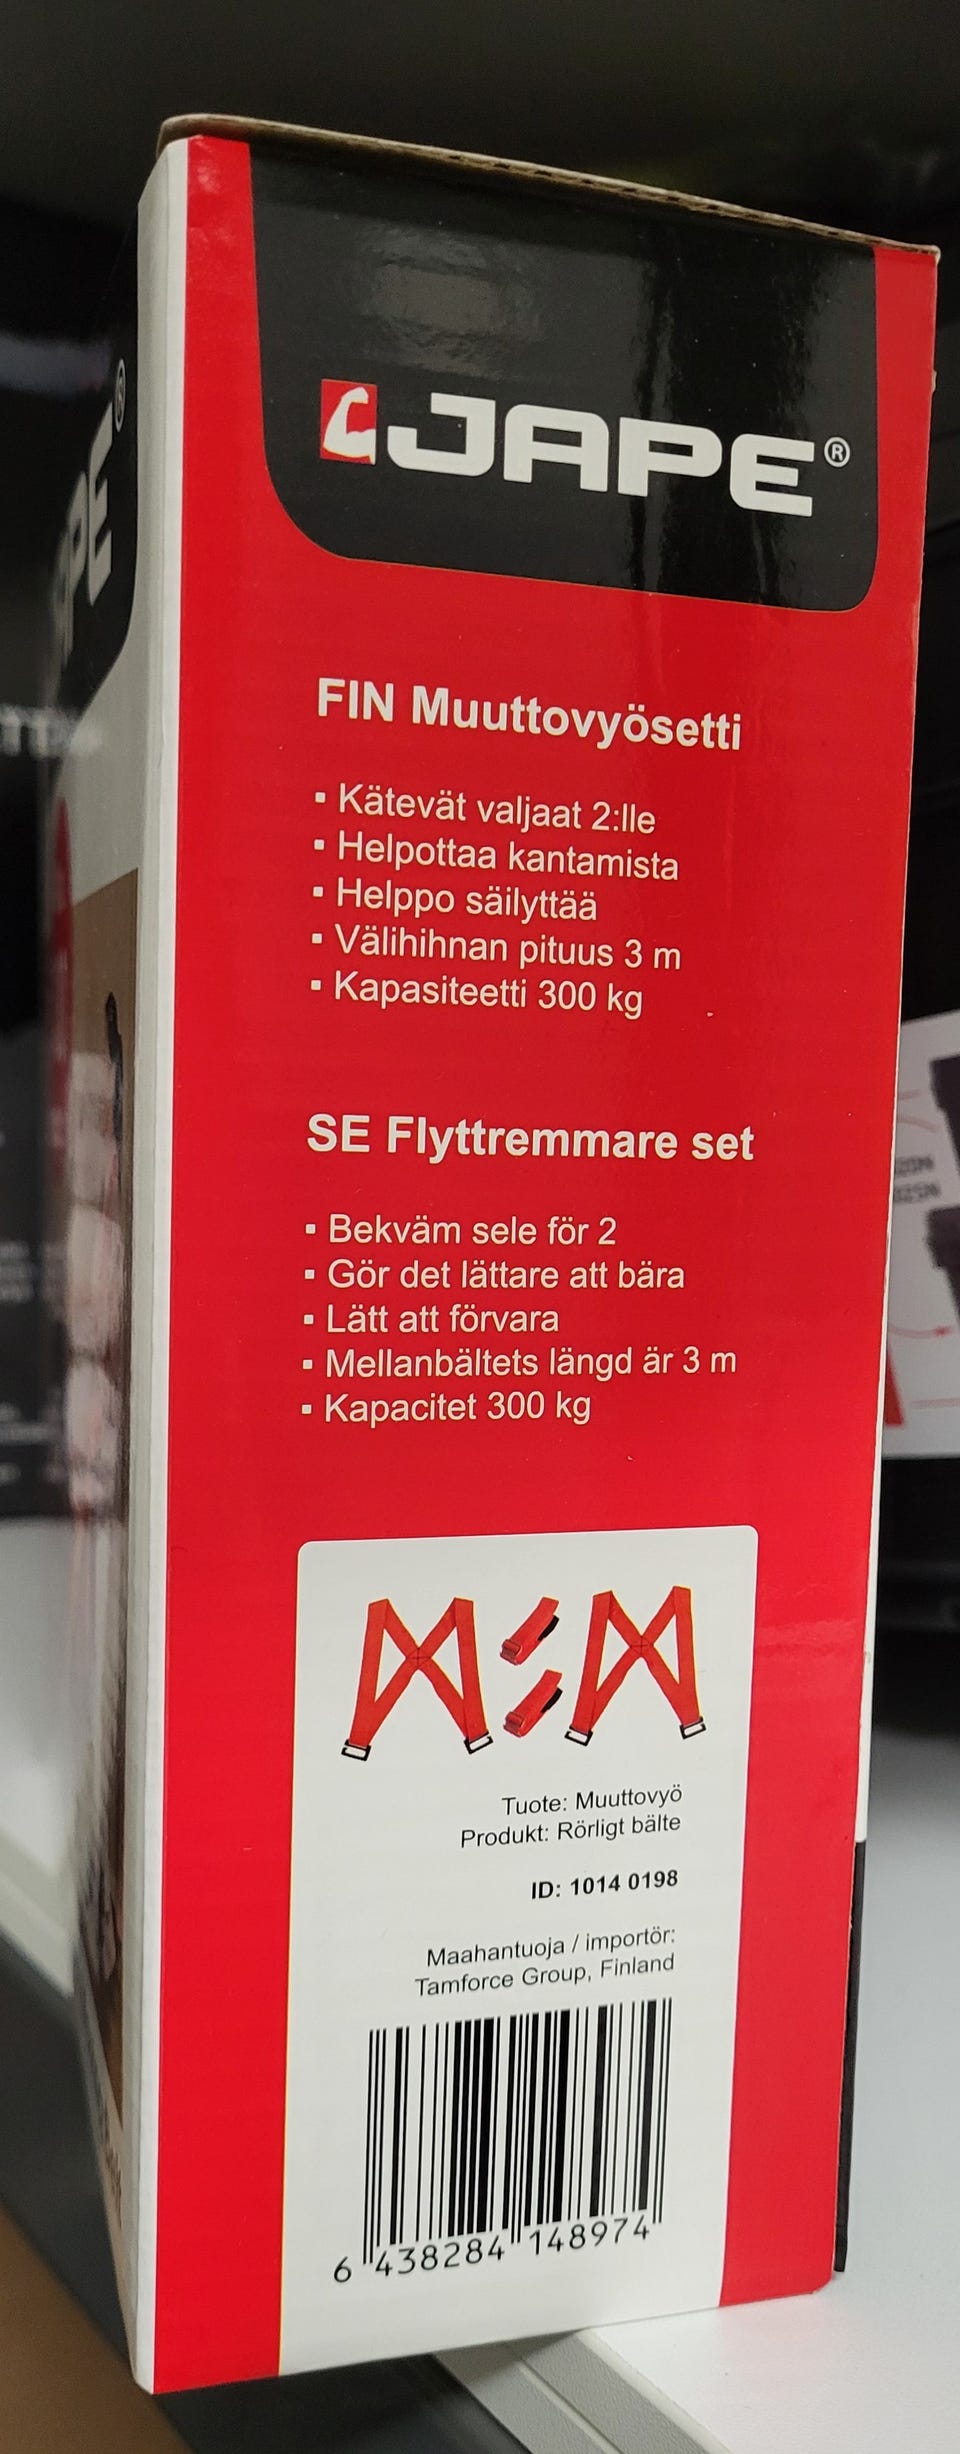 JAPE®
FIN Muuttovyösetti
▪ Kätevät valjaat 2:lle
▪ Helpottaa kantamista
▪ Helppo säilyttää
▪ Välihihnan pituus 3 m
▪ Kapasiteetti 300 kg
SE Flyttremmare set
▪ Bekväm sele för 2
▪ Gör det lättare att bära
▪ Lätt att förvara
▪ Mellanbältets längd är 3 m
▪ Kapacitet 300 kg
Tuote: Muuttovyö
Produkt: Rörligt bälte
ID: 1014 0198
Maahantuoja / importör:
Tamforce Group, Finland
6 438284 148974